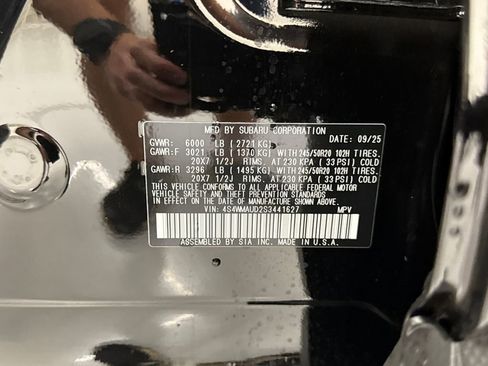 MFD BY SUBARU CORPORATION DATE: 09/25
GVWR: 6000 LB ( 2721 KG)
GAWR:F 3021 LB ( 1370 KG) WITH 245/50R20 102H TIRES.
20X7 1/2J RIMS. AT 230 KPA ( 33 PSI) COLD
GAWR:R 3296 LB ( 1495 KG) WITH 245/50R20 102H TIRES.
20X7 1/2J RIMS. AT 230 KPA ( 33 PSI) COLD
THIS VEHICLE CONFORMS TO ALL APPLICABLE FEDERAL MOTOR
VEHICLE SAFETY STANDARDS IN EFFECT
ON THE DATE OF MANUFACTURE SHOWN ABOVE.
VIN: 4S4WMAUD2S3441627 MPV
ASSEMBLED BY SIA INC. MADE IN U.S.A.